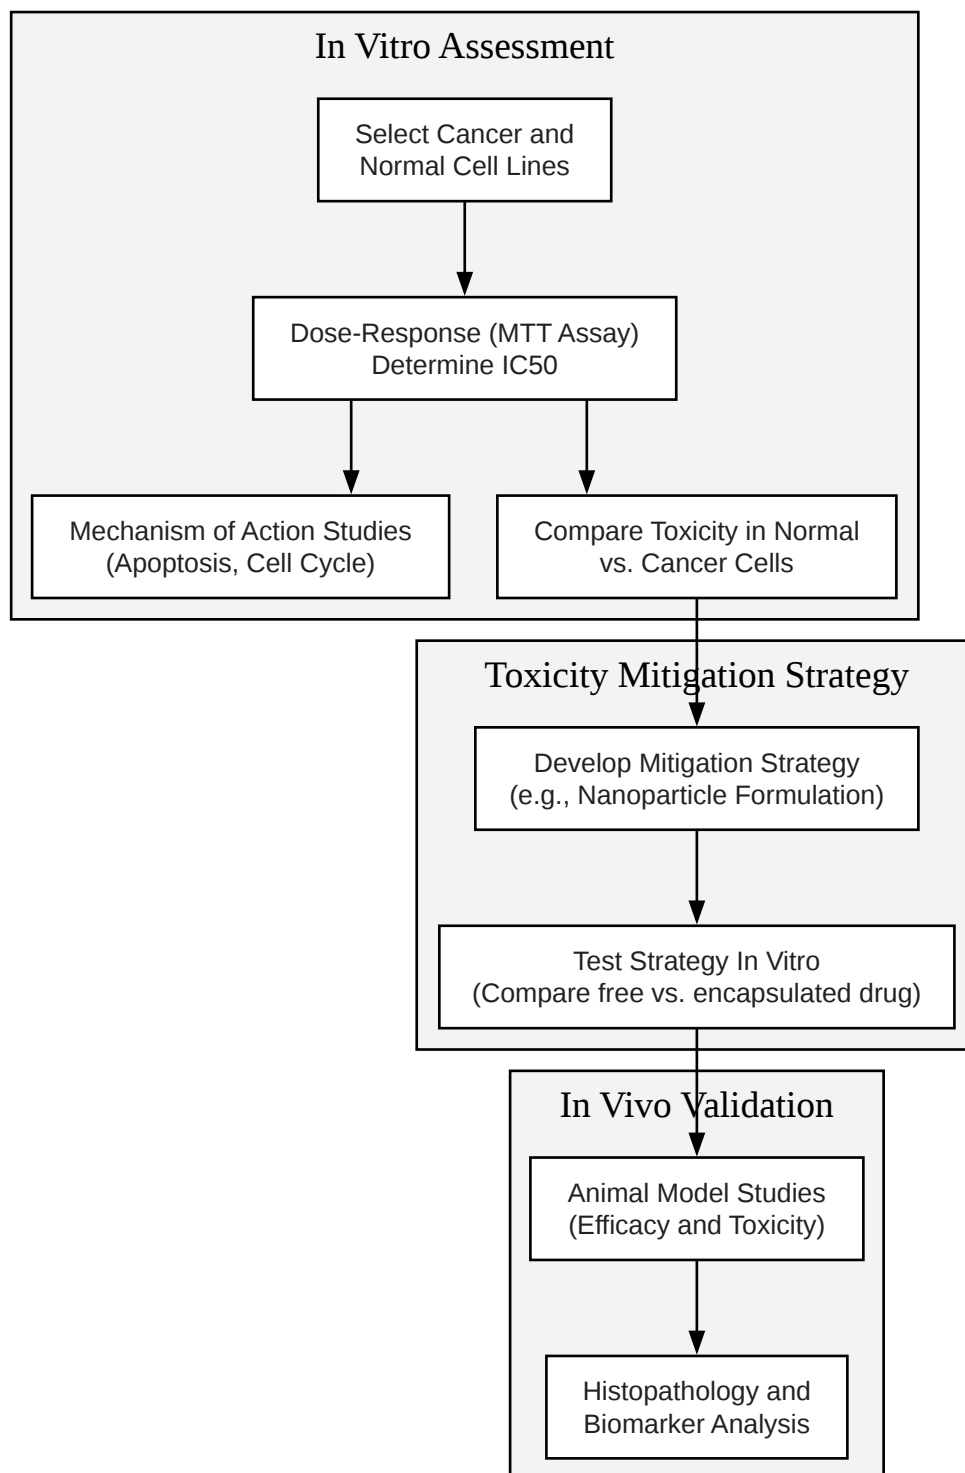 In Vitro Assessment
Select Cancer and
Normal Cell Lines
Dose-Response (MTT Assay)
Determine IC50
Mechanism of Action Studies
(Apoptosis, Cell Cycle)
Compare Toxicity in Normal
vs. Cancer Cells
Toxicity Mitigation Strategy
Develop Mitigation Strategy
(e.g., Nanoparticle Formulation)
Test Strategy In Vitro
(Compare free vs. encapsulated drug)
In Vivo Validation
Animal Model Studies
(Efficacy and Toxicity)
Histopathology and
Biomarker Analysis